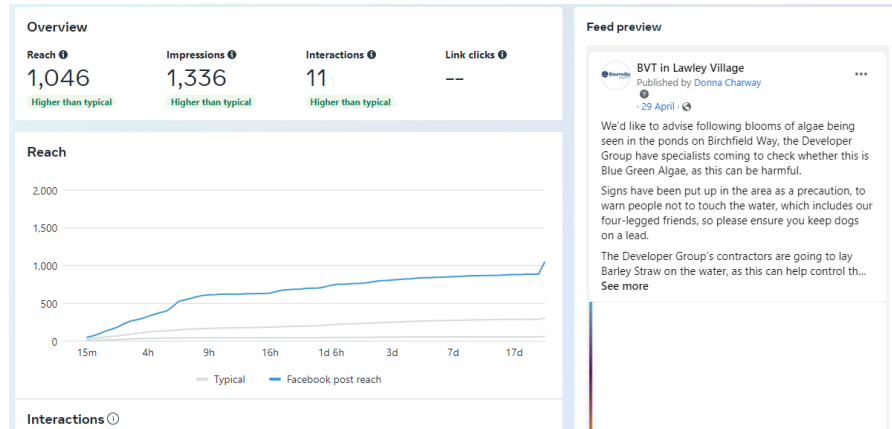 Overview
Reach
Impressions
Interactions
Link clicks
1,046
1,336
11
--
Higher than typical
Higher than typical
Higher than typical
Reach
2,000
1,500
1,000
500
0
15m
4h
9h
16h
1d 6h
3d
7d
17d
Typical
Facebook post reach
Interactions
Feed preview
Bournville
BVT in Lawley Village
Published by Donna Charway
· 29 April ·
We'd like to advise following blooms of algae being
seen in the ponds on Birchfield Way, the Developer
Group have specialists coming to check whether this is
Blue Green Algae, as this can be harmful.
Signs have been put up in the area as a precaution, to
warn people not to touch the water, which includes our
four-legged friends, so please ensure you keep dogs
on a lead.
The Developer Group's contractors are going to lay
Barley Straw on the water, as this can help control th...
See more